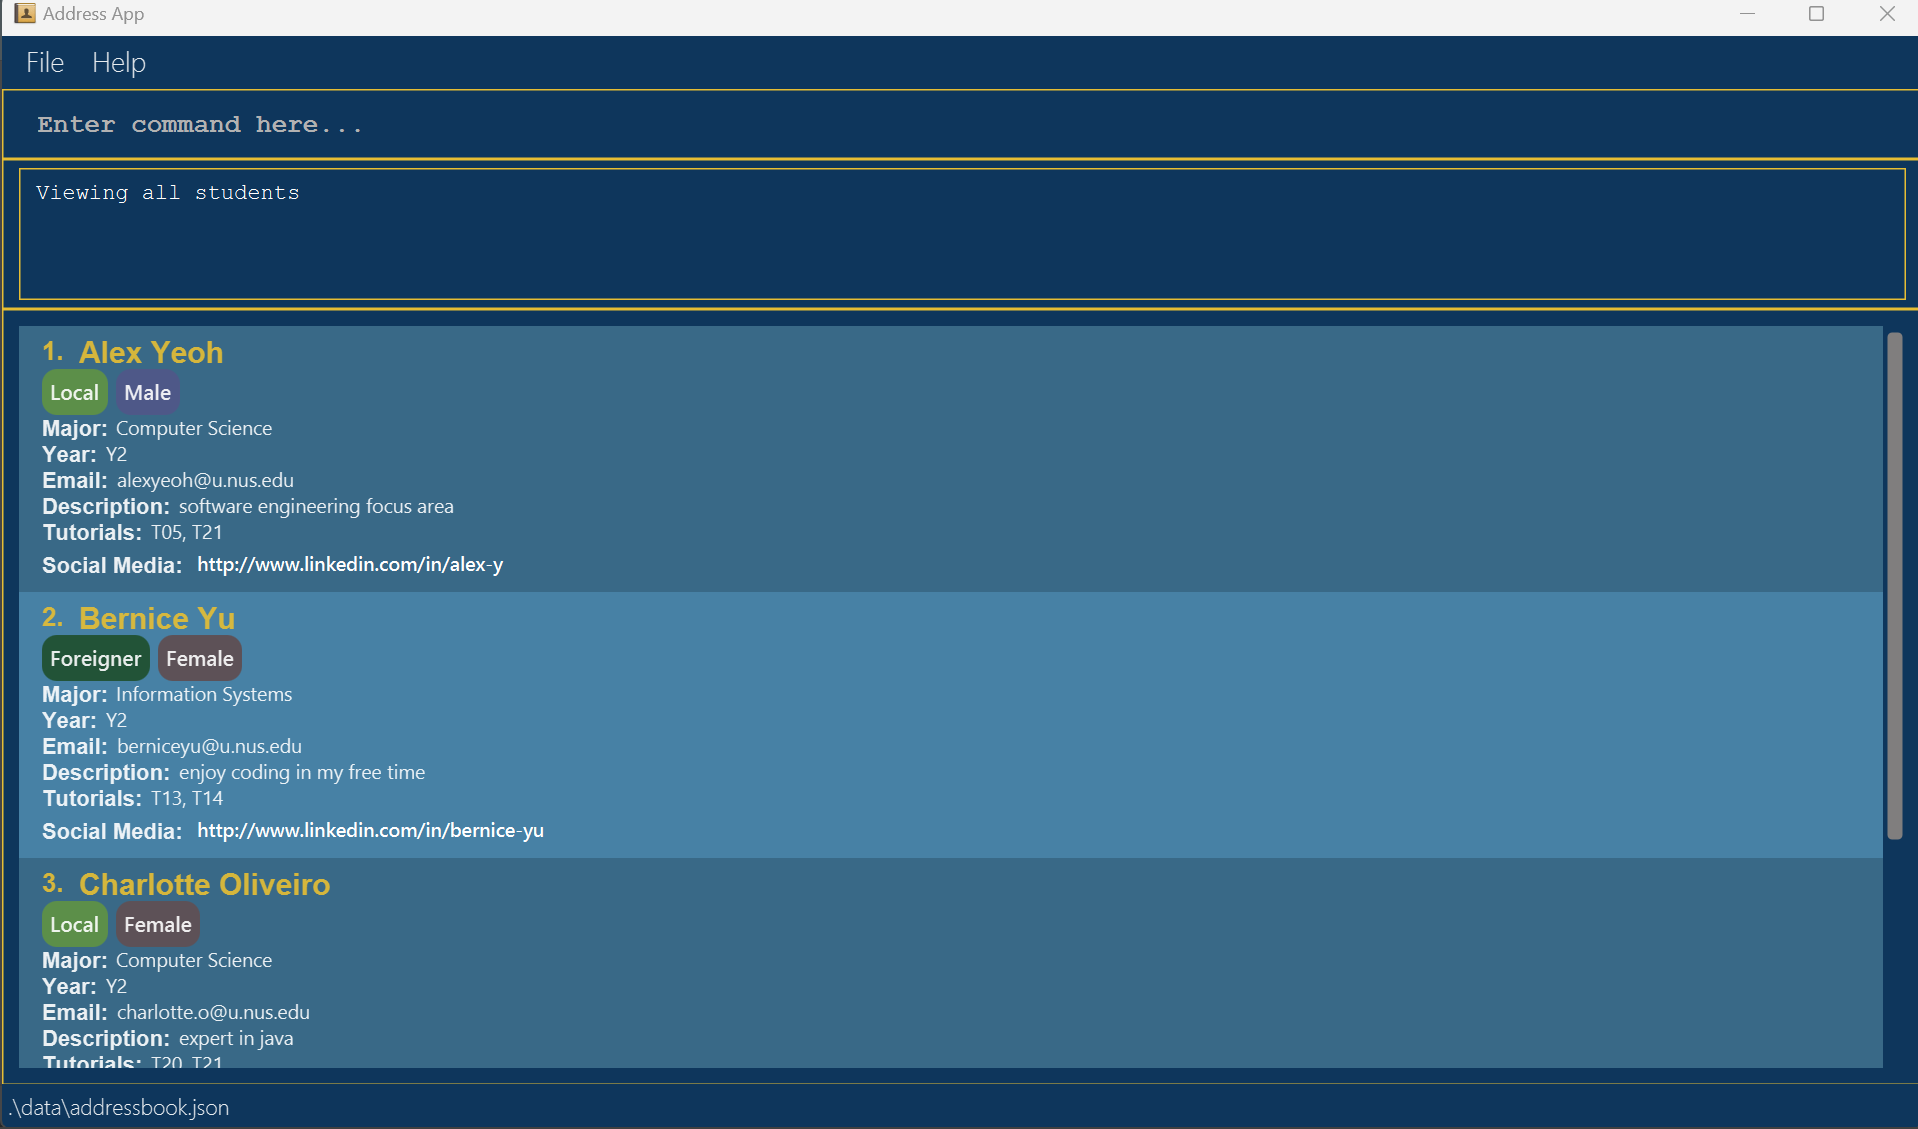 Address App
File Help
Enter command here...
Viewing all students
1. Alex Yeoh
Local Male
Major: Computer Science
Year: Y2
Email: alexyeoh@u.nus.edu
Description: software engineering focus area
Tutorials: T05, T21
Social Media: http://www.linkedin.com/in/alex-y
2. Bernice Yu
Foreigner Female
Major: Information Systems
Year: Y2
Email: berniceyu@u.nus.edu
Description: enjoy coding in my free time
Tutorials: T13, T14
Social Media: http://www.linkedin.com/in/bernice-yu
3. Charlotte Oliveiro
Local Female
Major: Computer Science
Year: Y2
Email: charlotte.o@u.nus.edu
Description: expert in java
Tutorials: T20, T21
.\data\addressbook.json